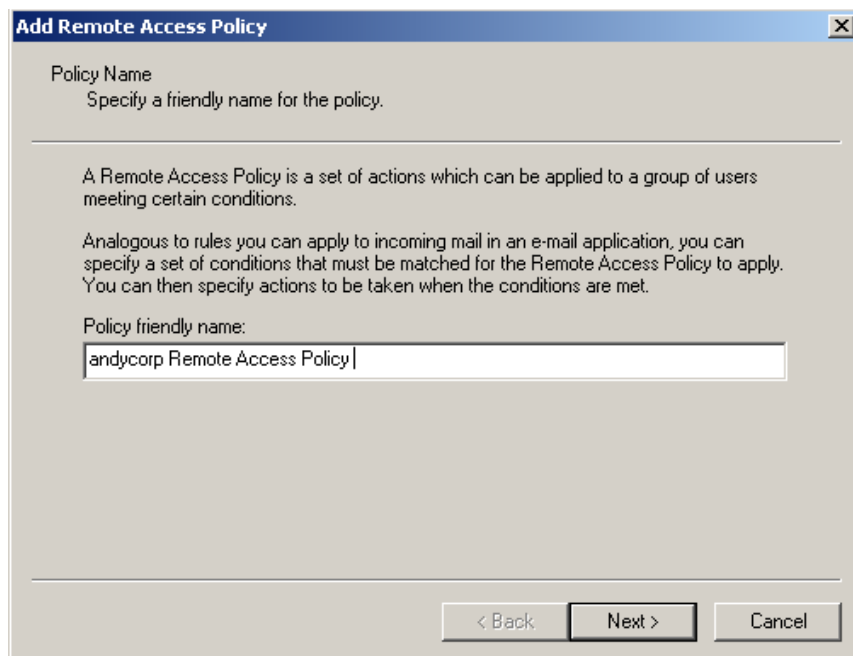 Add Remote Access Policy
Policy Name
Specify a friendly name for the policy.
A Remote Access Policy is a set of actions which can be applied to a group of users
meeting certain conditions.
Analogous to rules you can apply to incoming mail in an e-mail application, you can
specify a set of conditions that must be matched for the Remote Access Policy to apply.
You can then specify actions to be taken when the conditions are met.
Policy friendly name:
andycorp Remote Access Policy
< Back
Next >
Cancel